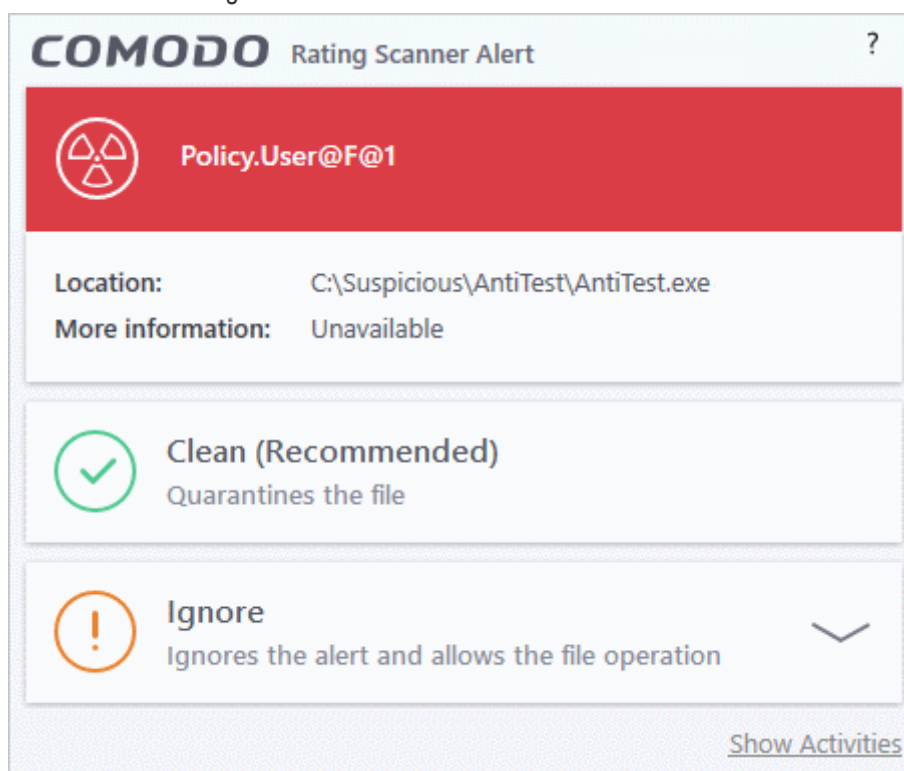 COMODO Rating Scanner Alert ?
Policy.User@F@1
Location: C:\Suspicious\AntiTest\AntiTest.exe
More information: Unavailable
Clean (Recommended)
Quarantines the file
Ignore
Ignores the alert and allows the file operation
Show Activities